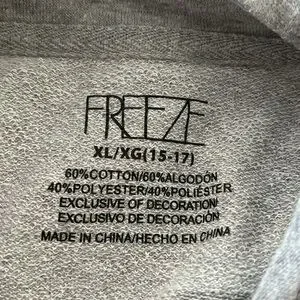 FREEZE
XL/XG(15-17)
60%COTTON/60%ALGODÓN
40%POLYESTER/40%POLIÉSTER
EXCLUSIVE OF DECORATION/
EXCLUSIVO DE DECORACIÓN
MADE IN CHINA/HECHO EN CHINA